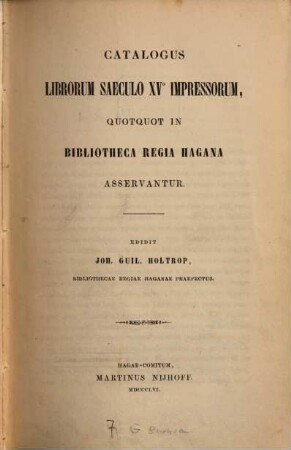 CATALOGUS
LIBRORUM SAECULO XVº IMPRESSORUM,
QUOTQUOT IN
BIBLIOTHECA REGIA HAGANA
ASSERVANTUR.
EDIDIT
JOH. GUIL. HOLTROP,
BIBLIOTHECAE REGIAE HAGANAE PRAEFECTUS.
HAGAE-COMITUM,
MARTINUS NIJHOFF.
MDCCCLVI.